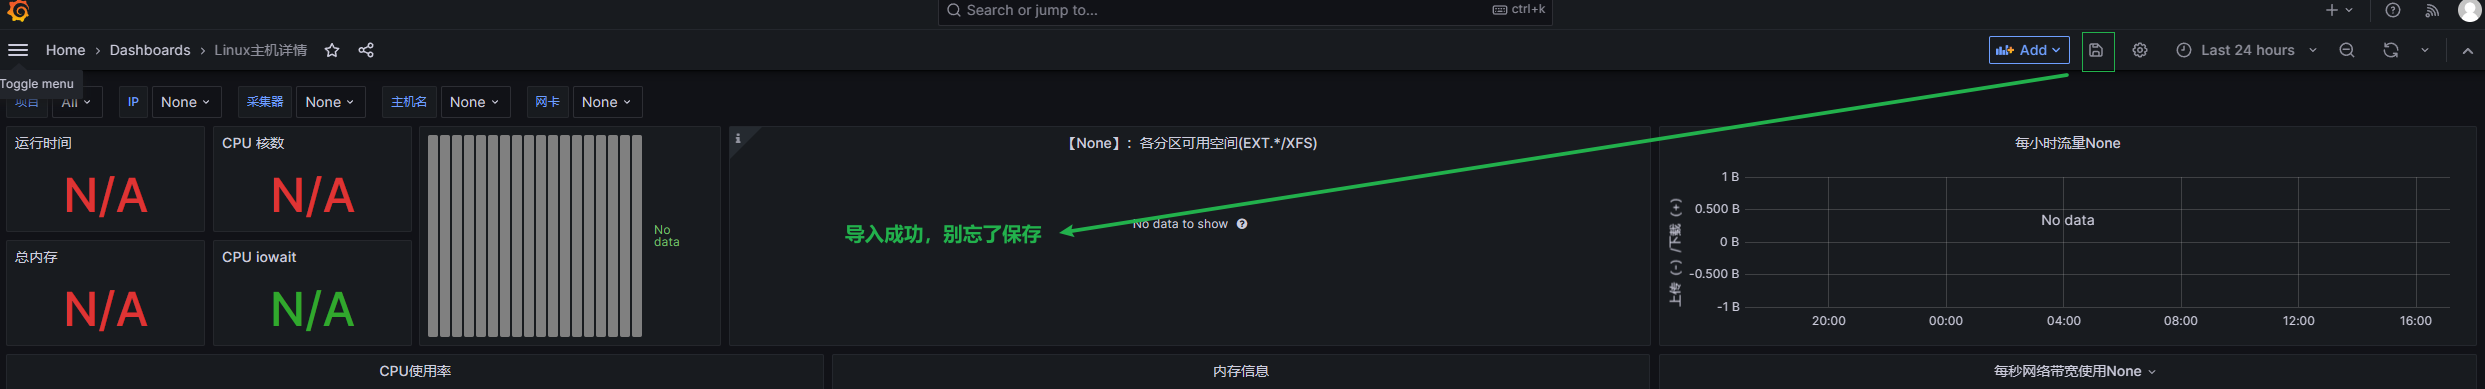 Search or jump to...
ctrl+k
Home › Dashboards › Linux主机详情
Add
Last 24 hours
Toggle menu
项目 All IP None 采集器 None 主机名 None 网卡 None
运行时间
N/A
CPU 核数
N/A
总内存
N/A
CPU iowait
N/A
No
data
【None】：各分区可用空间(EXT.*/XFS)
No data to show
导入成功，别忘了保存
每小时流量None
上传（-）/下载（+）
1 B
0.500 B
0 B
-0.500 B
-1 B
No data
20:00 00:00 04:00 08:00 12:00 16:00
CPU使用率
内存信息
每秒网络带宽使用None